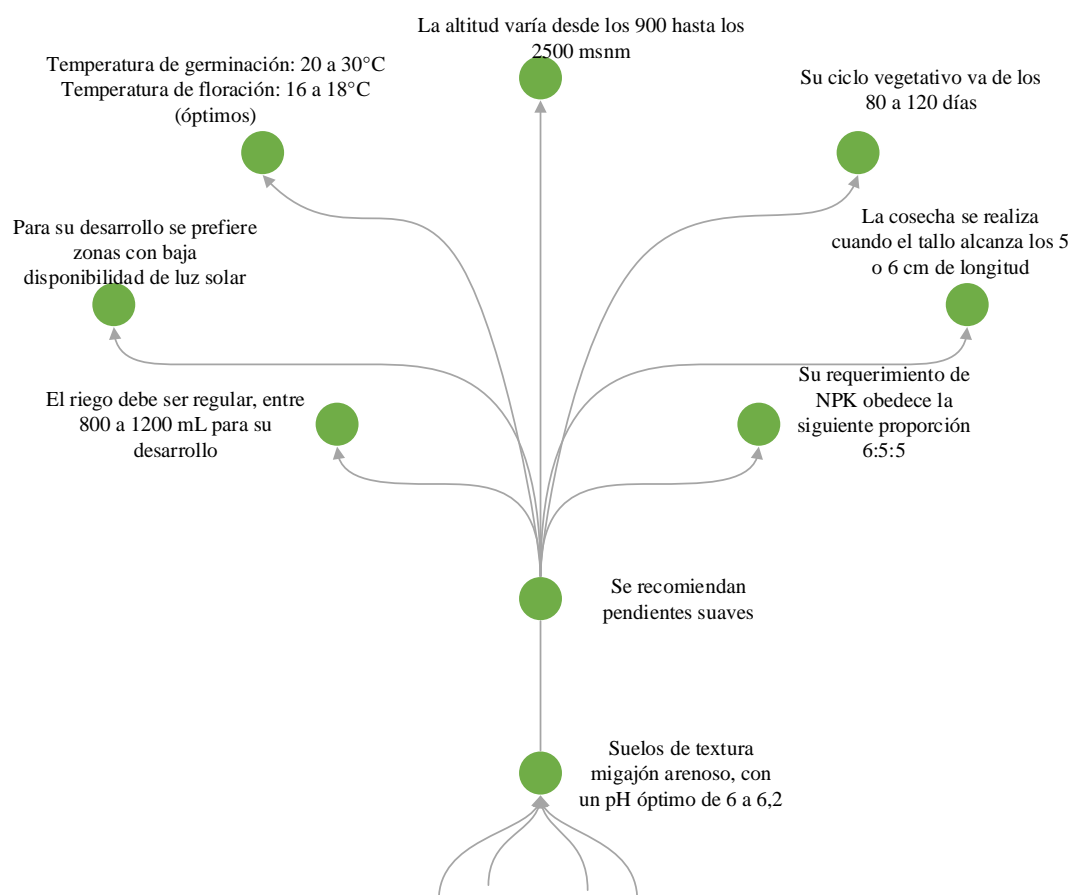 La altitud varía desde los 900 hasta los
2500 msnm
Temperatura de germinación: 20 a 30°C
Temperatura de floración: 16 a 18°C
(óptimos)
Su ciclo vegetativo va de los
80 a 120 días
Para su desarrollo se prefiere
zonas con baja
disponibilidad de luz solar
La cosecha se realiza
cuando el tallo alcanza los 5
o 6 cm de longitud
El riego debe ser regular, entre
800 a 1200 mL para su
desarrollo
Su requerimiento de
NPK obedece la
siguiente proporción
6:5:5
Se recomiendan
pendientes suaves
Suelos de textura
migajón arenoso, con
un pH óptimo de 6 a 6,2